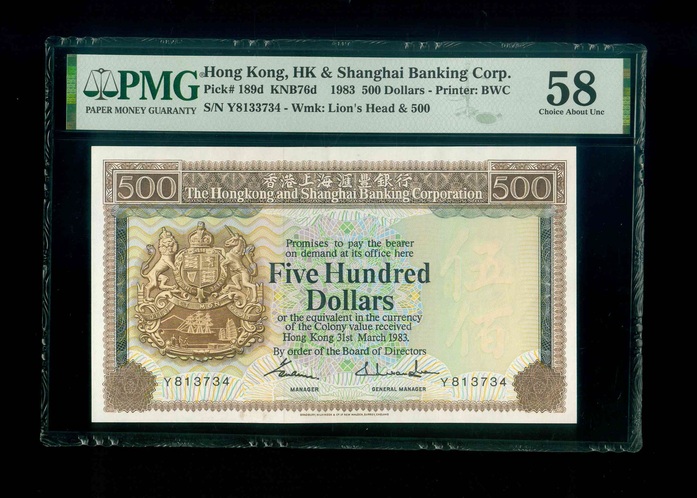 PMG
PAPER MONEY GUARANTY
Hong Kong, HK & Shanghai Banking Corp.
Pick# 189d KNB76d 1983 500 Dollars - Printer: BWC
S/N Y8133734 - Wmk: Lion's Head & 500
58
Choice About Unc
500
香港上海滙豐銀行
The Hongkong and Shanghai Banking Corporation
500
Promises to pay the bearer
on demand at its office here
Five Hundred
Dollars
or the equivalent in the currency
of the Colony value received
Hong Kong 31st March 1983.
By order of the Board of Directors
伍
佰
MANAGER
GENERAL MANAGER
Y813734
Y813734